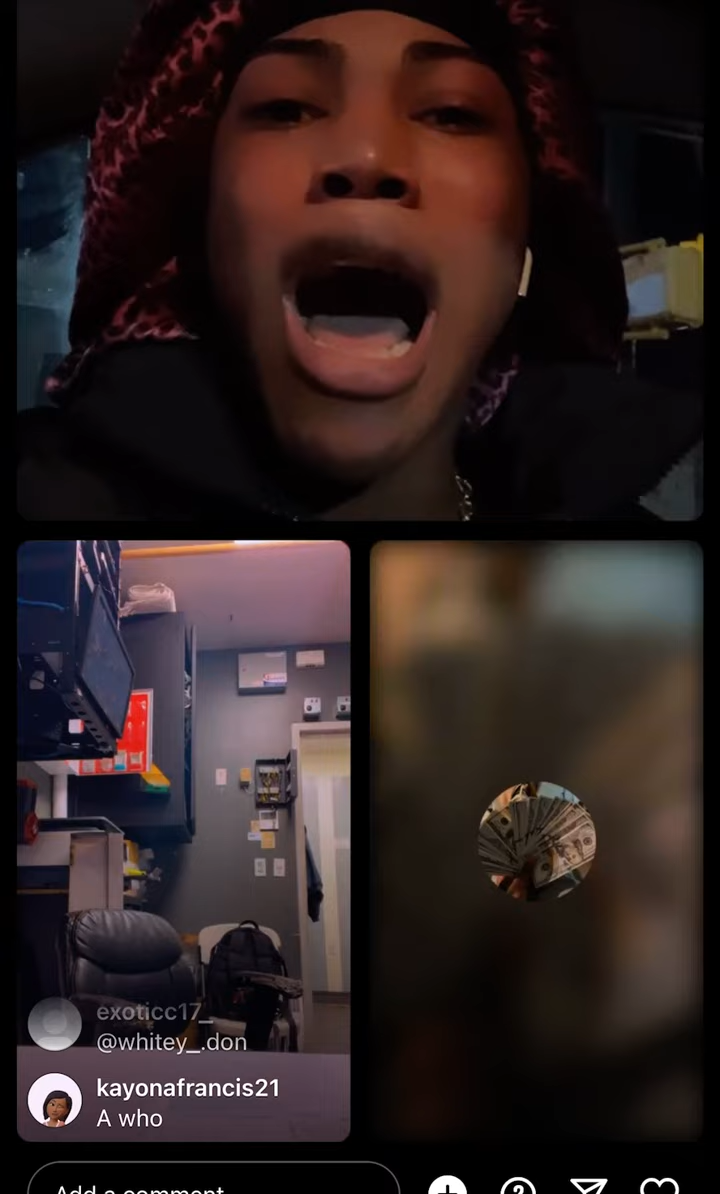 exoticc17_
@whitey_.don
kayonafrancis21
A who
Add a comment